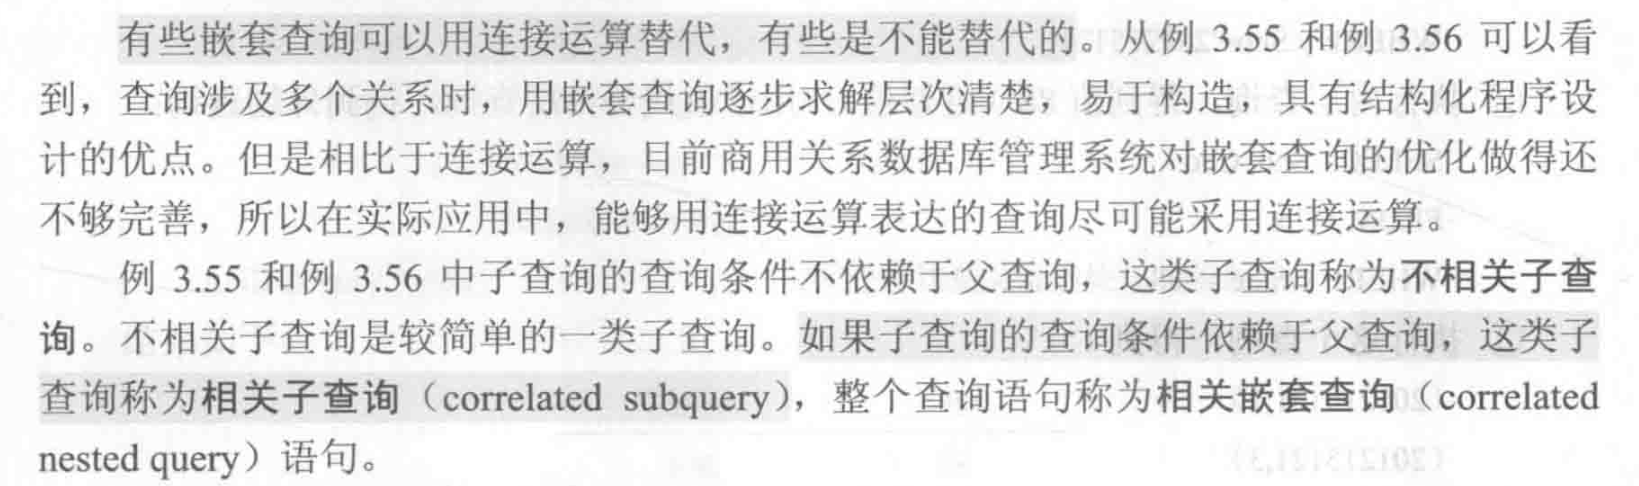 有些嵌套查询可以用连接运算替代，有些是不能替代的。从例 3.55 和例 3.56 可以看
到，查询涉及多个关系时，用嵌套查询逐步求解层次清楚，易于构造，具有结构化程序设
计的优点。但是相比于连接运算，目前商用关系数据库管理系统对嵌套查询的优化做得还
不够完善，所以在实际应用中，能够用连接运算表达的查询尽可能采用连接运算。
例 3.55 和例 3.56 中子查询的查询条件不依赖于父查询，这类子查询称为不相关子查
询。不相关子查询是较简单的一类子查询。如果子查询的查询条件依赖于父查询，这类子
查询称为相关子查询（correlated subquery），整个查询语句称为相关嵌套查询（correlated
nested query）语句。